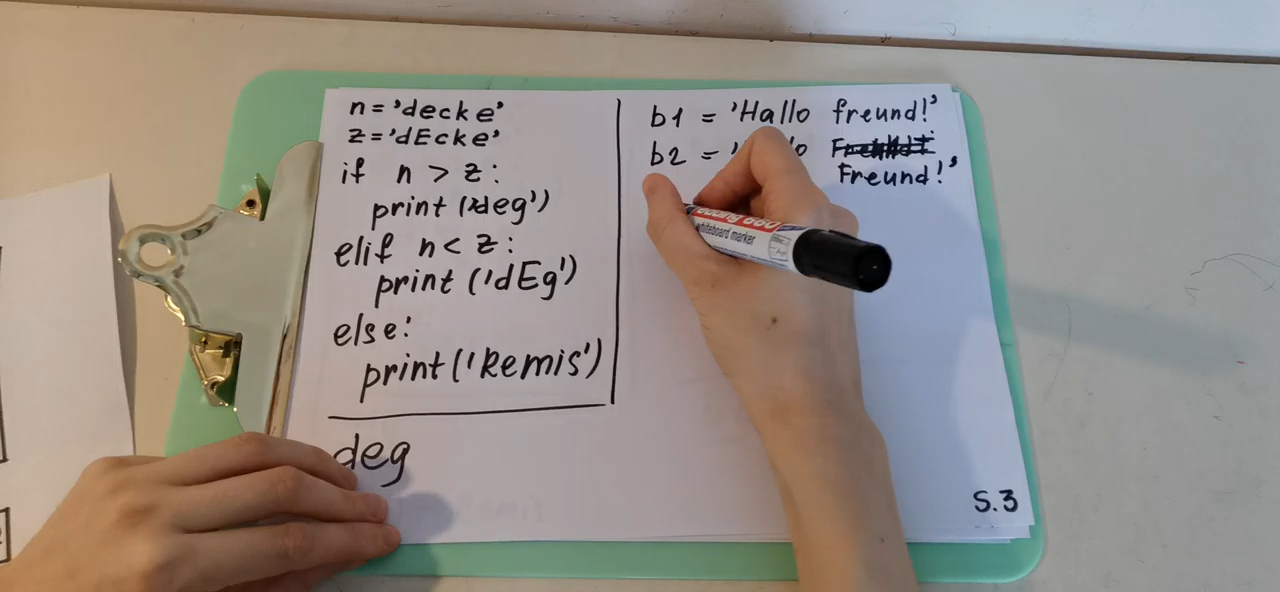 n='decke'
z='dEcke'
if n > z:
print('deg')
elif n < z:
print('dEg')
else:
print('Remis')
deg
b1 = 'Hallo freund!'
b2 =
Freund!'
whiteboard marker
S.3